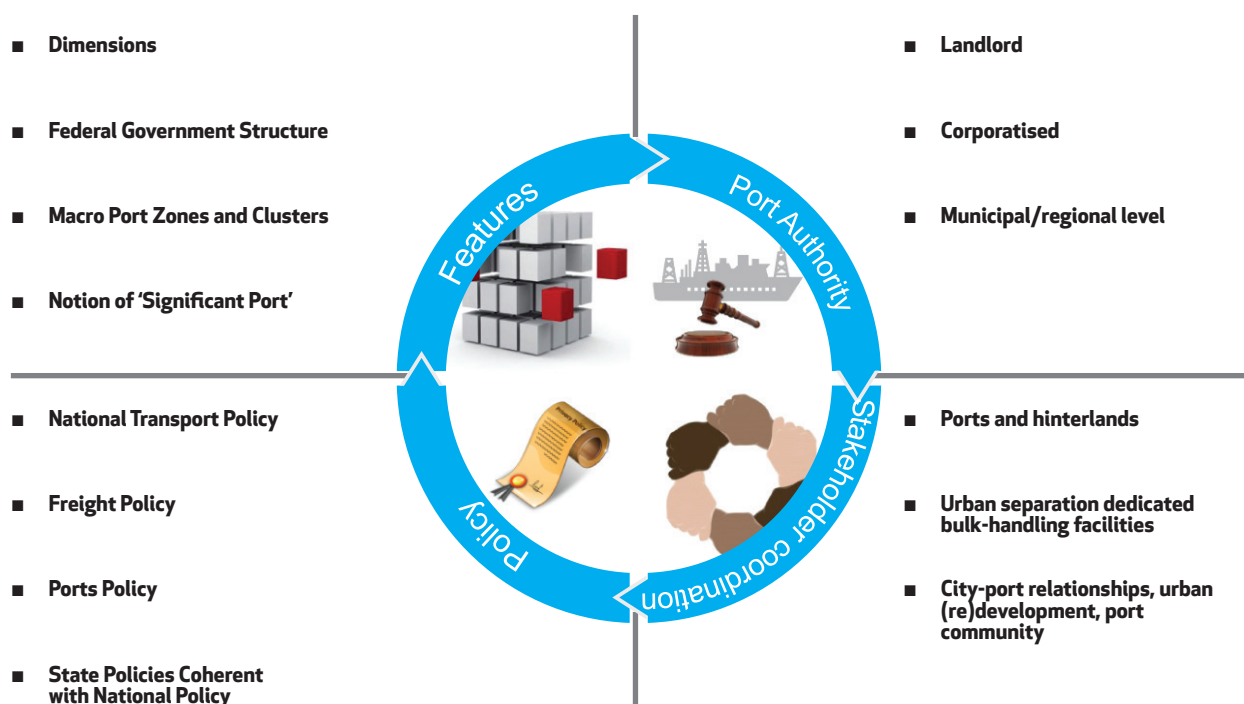 ■ Dimensions
■ Federal Government Structure
■ Macro Port Zones and Clusters
■ Notion of ‘Significant Port’
■ Landlord
■ Corporatised
■ Municipal/regional level
Features
Port Authority
Stakeholder coordination
Policy
Privacy Policy
■ National Transport Policy
■ Freight Policy
■ Ports Policy
■ State Policies Coherent
with National Policy
■ Ports and hinterlands
■ Urban separation dedicated
bulk-handling facilities
■ City-port relationships, urban
(re)development, port
community